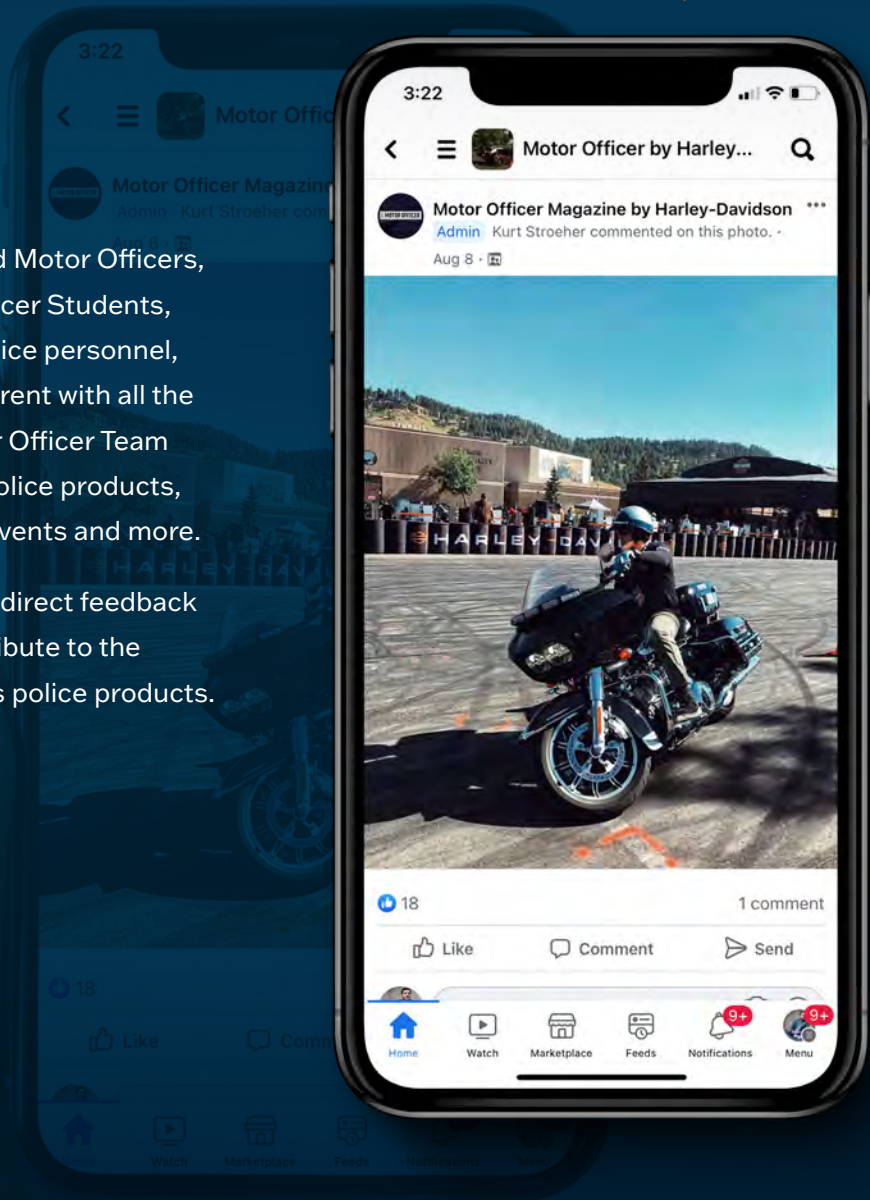 d Motor Officers,
cer Students,
ice personnel,
rent with all the
r Officer Team
olice products,
vents and more.
direct feedback
ibute to the
s police products.
3:22
Motor Offic
Motor Officer Magazine
Admin Kurt Stroeher com
Aug 8
18
Like
Comm
Watch
Marketplace
Feeds
Notifications
3:22
Motor Officer by Harley...
Motor Officer Magazine by Harley-Davidson
Admin Kurt Stroeher commented on this photo. ·
Aug 8 ·
MOTOR OFFICER
HARLEY-DAV
18
1 comment
Like Comment Send
9+ 9+
Home Watch Marketplace Feeds Notifications Menu